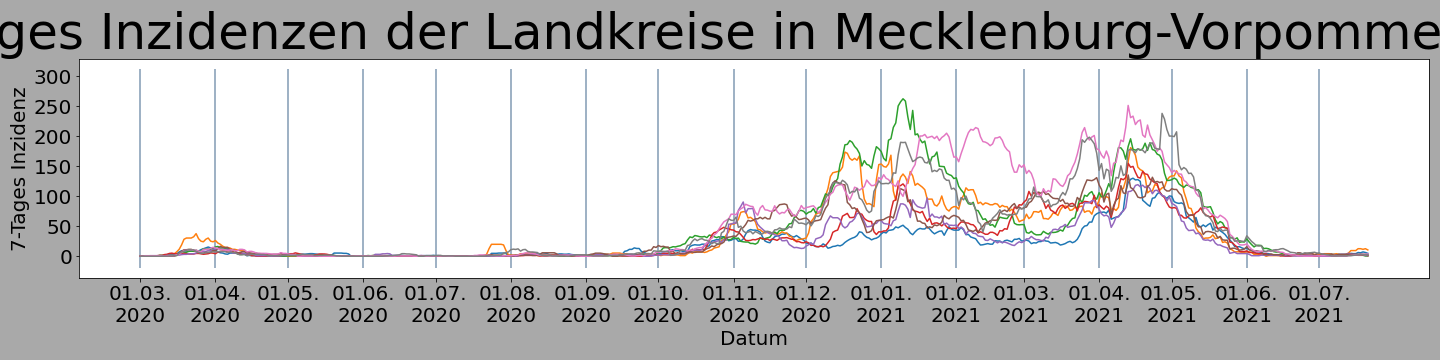 ges Inzidenzen der Landkreise in Mecklenburg-Vorpomme
7-Tages Inzidenz
300
250
200
150
100
50
0
01.03. 01.04. 01.05. 01.06. 01.07. 01.08. 01.09. 01.10. 01.11. 01.12. 01.01. 01.02. 01.03. 01.04. 01.05. 01.06. 01.07.
2020 2020 2020 2020 2020 2020 2020 2020 2020 2020 2021 2021 2021 2021 2021 2021 2021
Datum